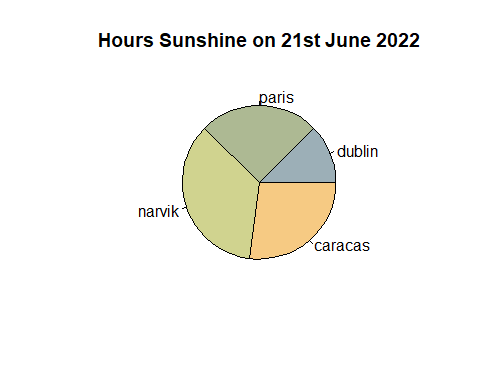 Hours Sunshine on 21st June 2022
paris
dublin
narvik
caracas